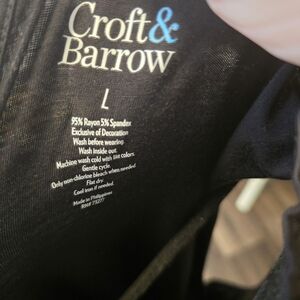 Croft&
Barrow
L
95% Rayon 5% Spandex
Exclusive of Decoration
Wash before wearing
Wash inside out.
Machine wash cold with like colors.
Gentle cycle.
Only non-chlorine bleach when needed.
Flat dry.
Cool iron if needed.
Made in Philippines